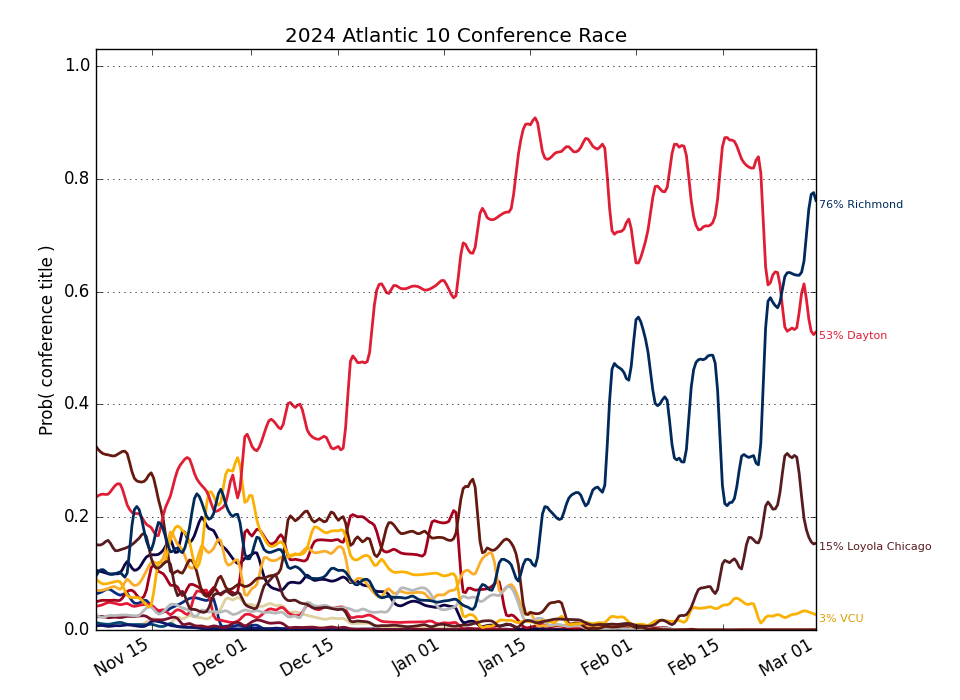 2024 Atlantic 10 Conference Race
Prob( conference title )
1.0
0.8
0.6
0.4
0.2
0.0
76% Richmond
53% Dayton
15% Loyola Chicago
3% VCU
Nov 15
Dec 01
Dec 15
Jan 01
Jan 15
Feb 01
Feb 15
Mar 01